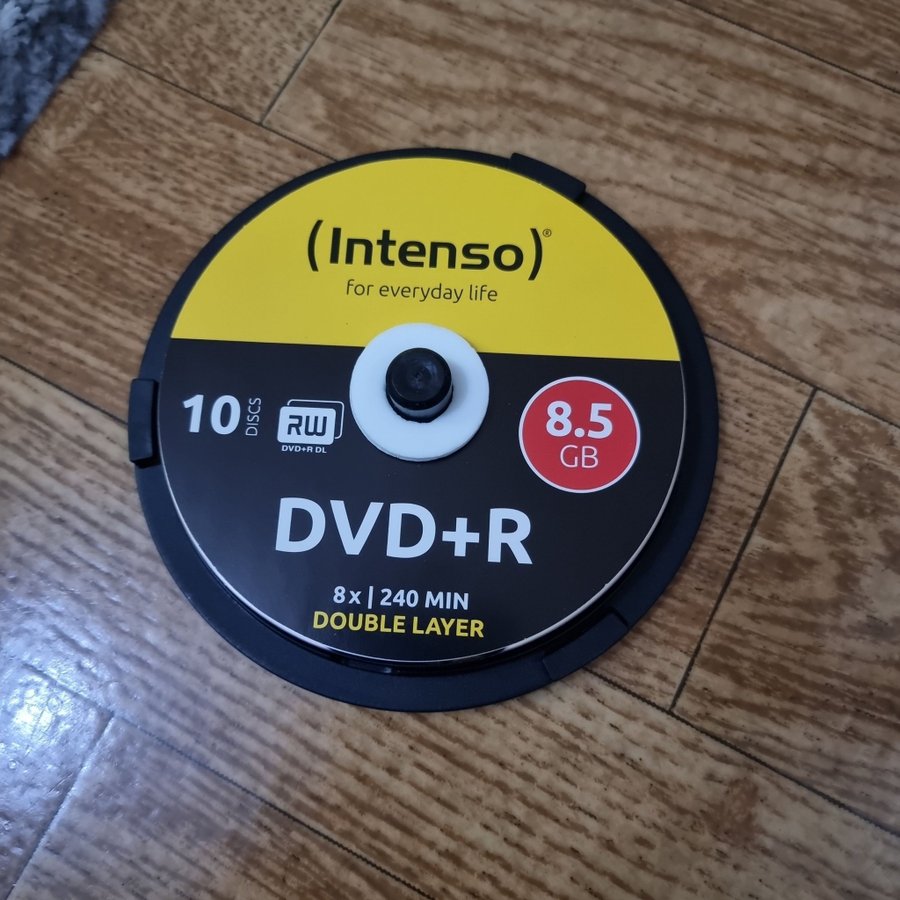 (Intenso)®
for everyday life
10 DISCS
RW
DVD+R DL
8.5
GB
DVD+R
8x | 240 MIN
DOUBLE LAYER